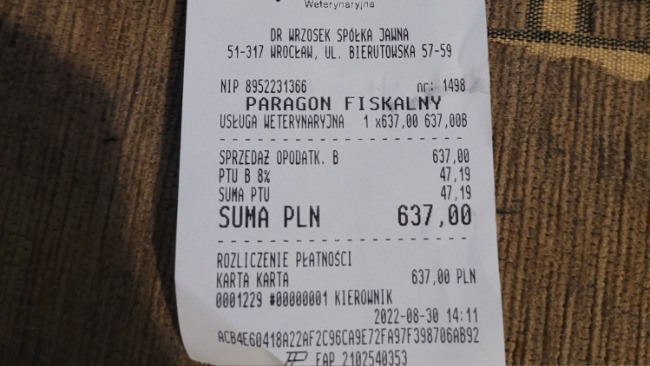 Weterynaryjna
DR WRZOSEK SPÓŁKA JAWNA
51-317 WROCŁAW, UL. BIERUTOWSKA 57-59
NIP 8952231366 nr: 1498
PARAGON FISKALNY
USŁUGA WETERYNARYJNA 1 x637,00 637,00B
SPRZEDAŻ OPODATK. B 637,00
PTU B 8% 47,19
SUMA PTU 47,19
SUMA PLN 637,00
ROZLICZENIE PŁATNOŚCI
KARTA KARTA 637,00 PLN
0001229 #00000001 KIEROWNIK
2022-08-30 14:11
ACB4E60418A22AF2C96CA9E72FA97F398706AB92
EAP 2102540353